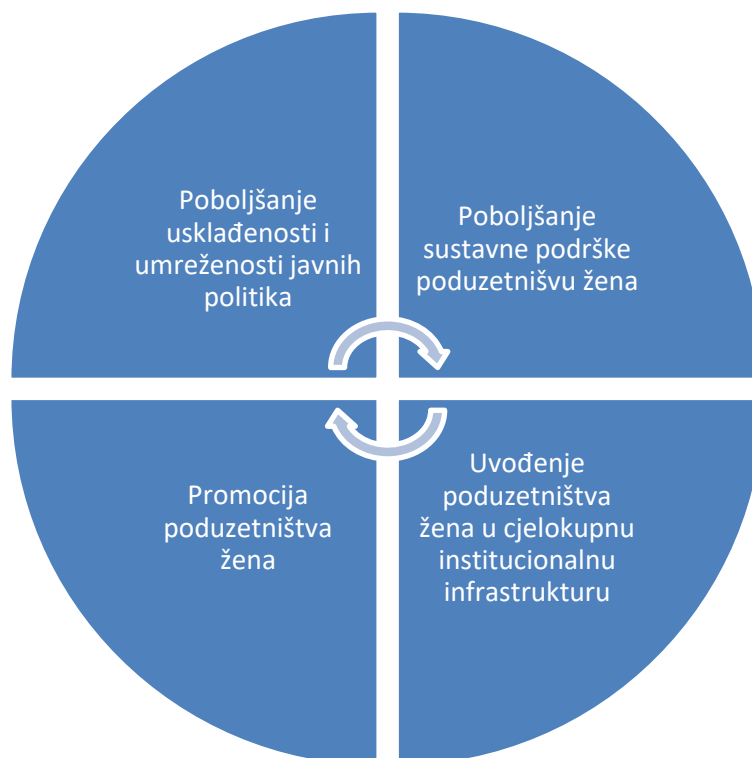 Poboljšanje
usklađenosti i
umreženosti javnih
politika
Poboljšanje
sustavne podrške
poduzetnišvu žena
Promocija
poduzetništva
žena
Uvođenje
poduzetništva
žena u cjelokupnu
institucionalnu
infrastrukturu